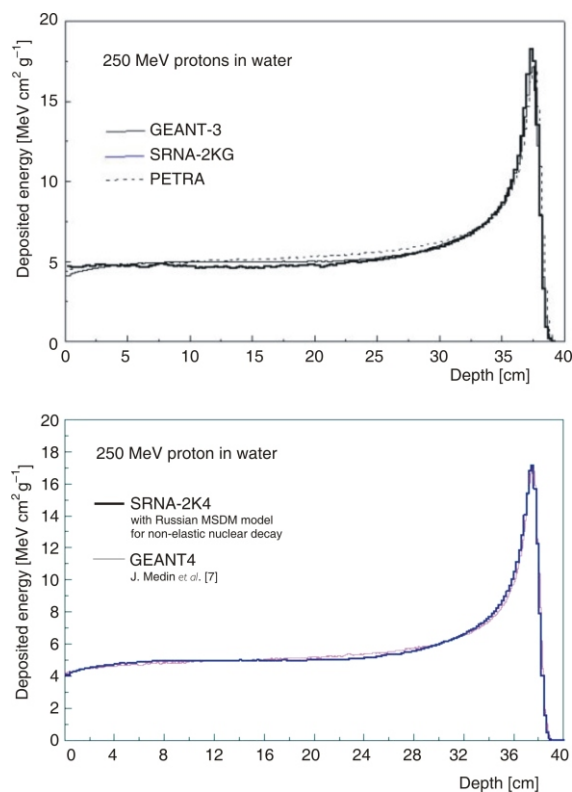 20
15
10
5
0
Deposited energy [MeV cm² g⁻¹]
250 MeV protons in water
GEANT-3
SRNA-2KG
PETRA
0 5 10 15 20 25 30 35 40
Depth [cm]
20
18
16
14
12
10
8
6
4
2
0
Deposited energy [MeV cm² g⁻¹]
250 MeV proton in water
SRNA-2K4
with Russian MSDM model
for non-elastic nuclear decay
GEANT4
J. Medin et al. [7]
0 4 8 12 16 20 24 28 32 36 40
Depth [cm]